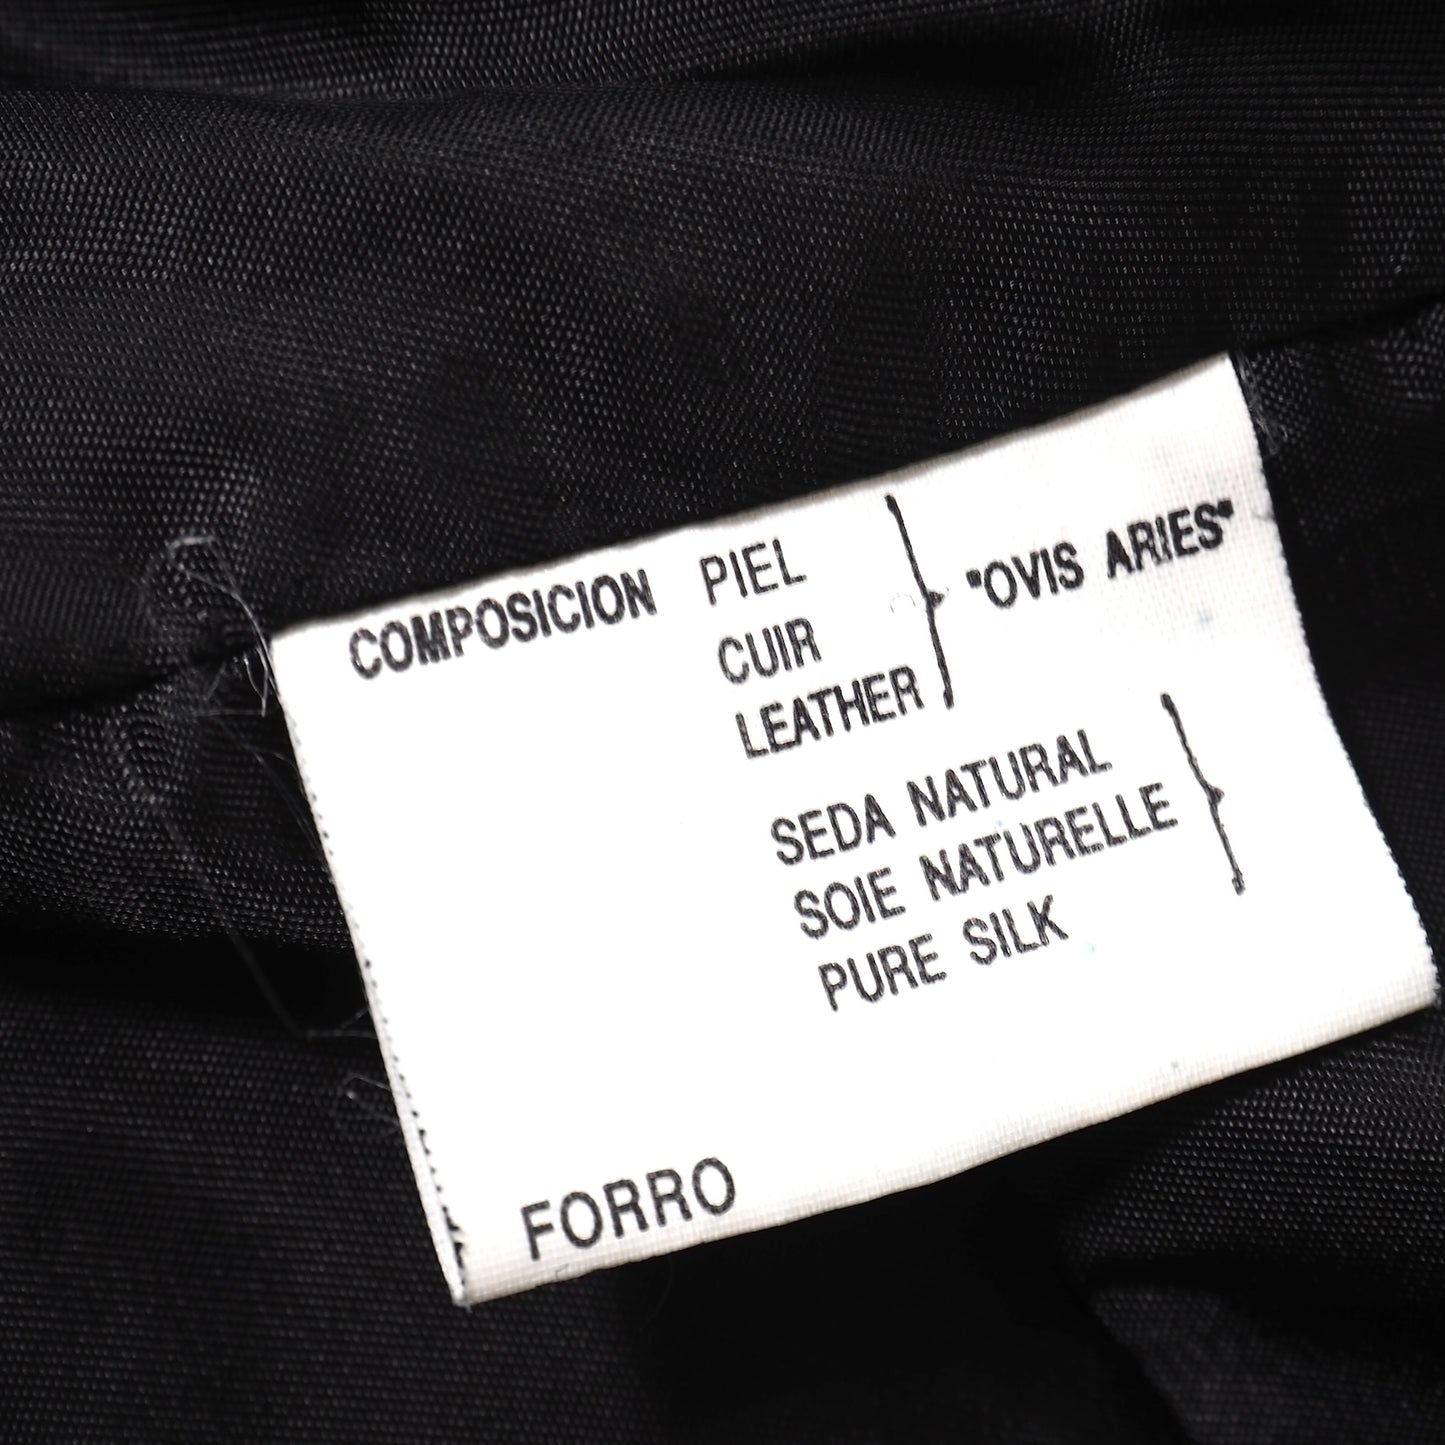 COMPOSICION PIEL
CUIR
LEATHER
"OVIS ARIES"
SEDA NATURAL
SOIE NATURELLE
PURE SILK
FORRO